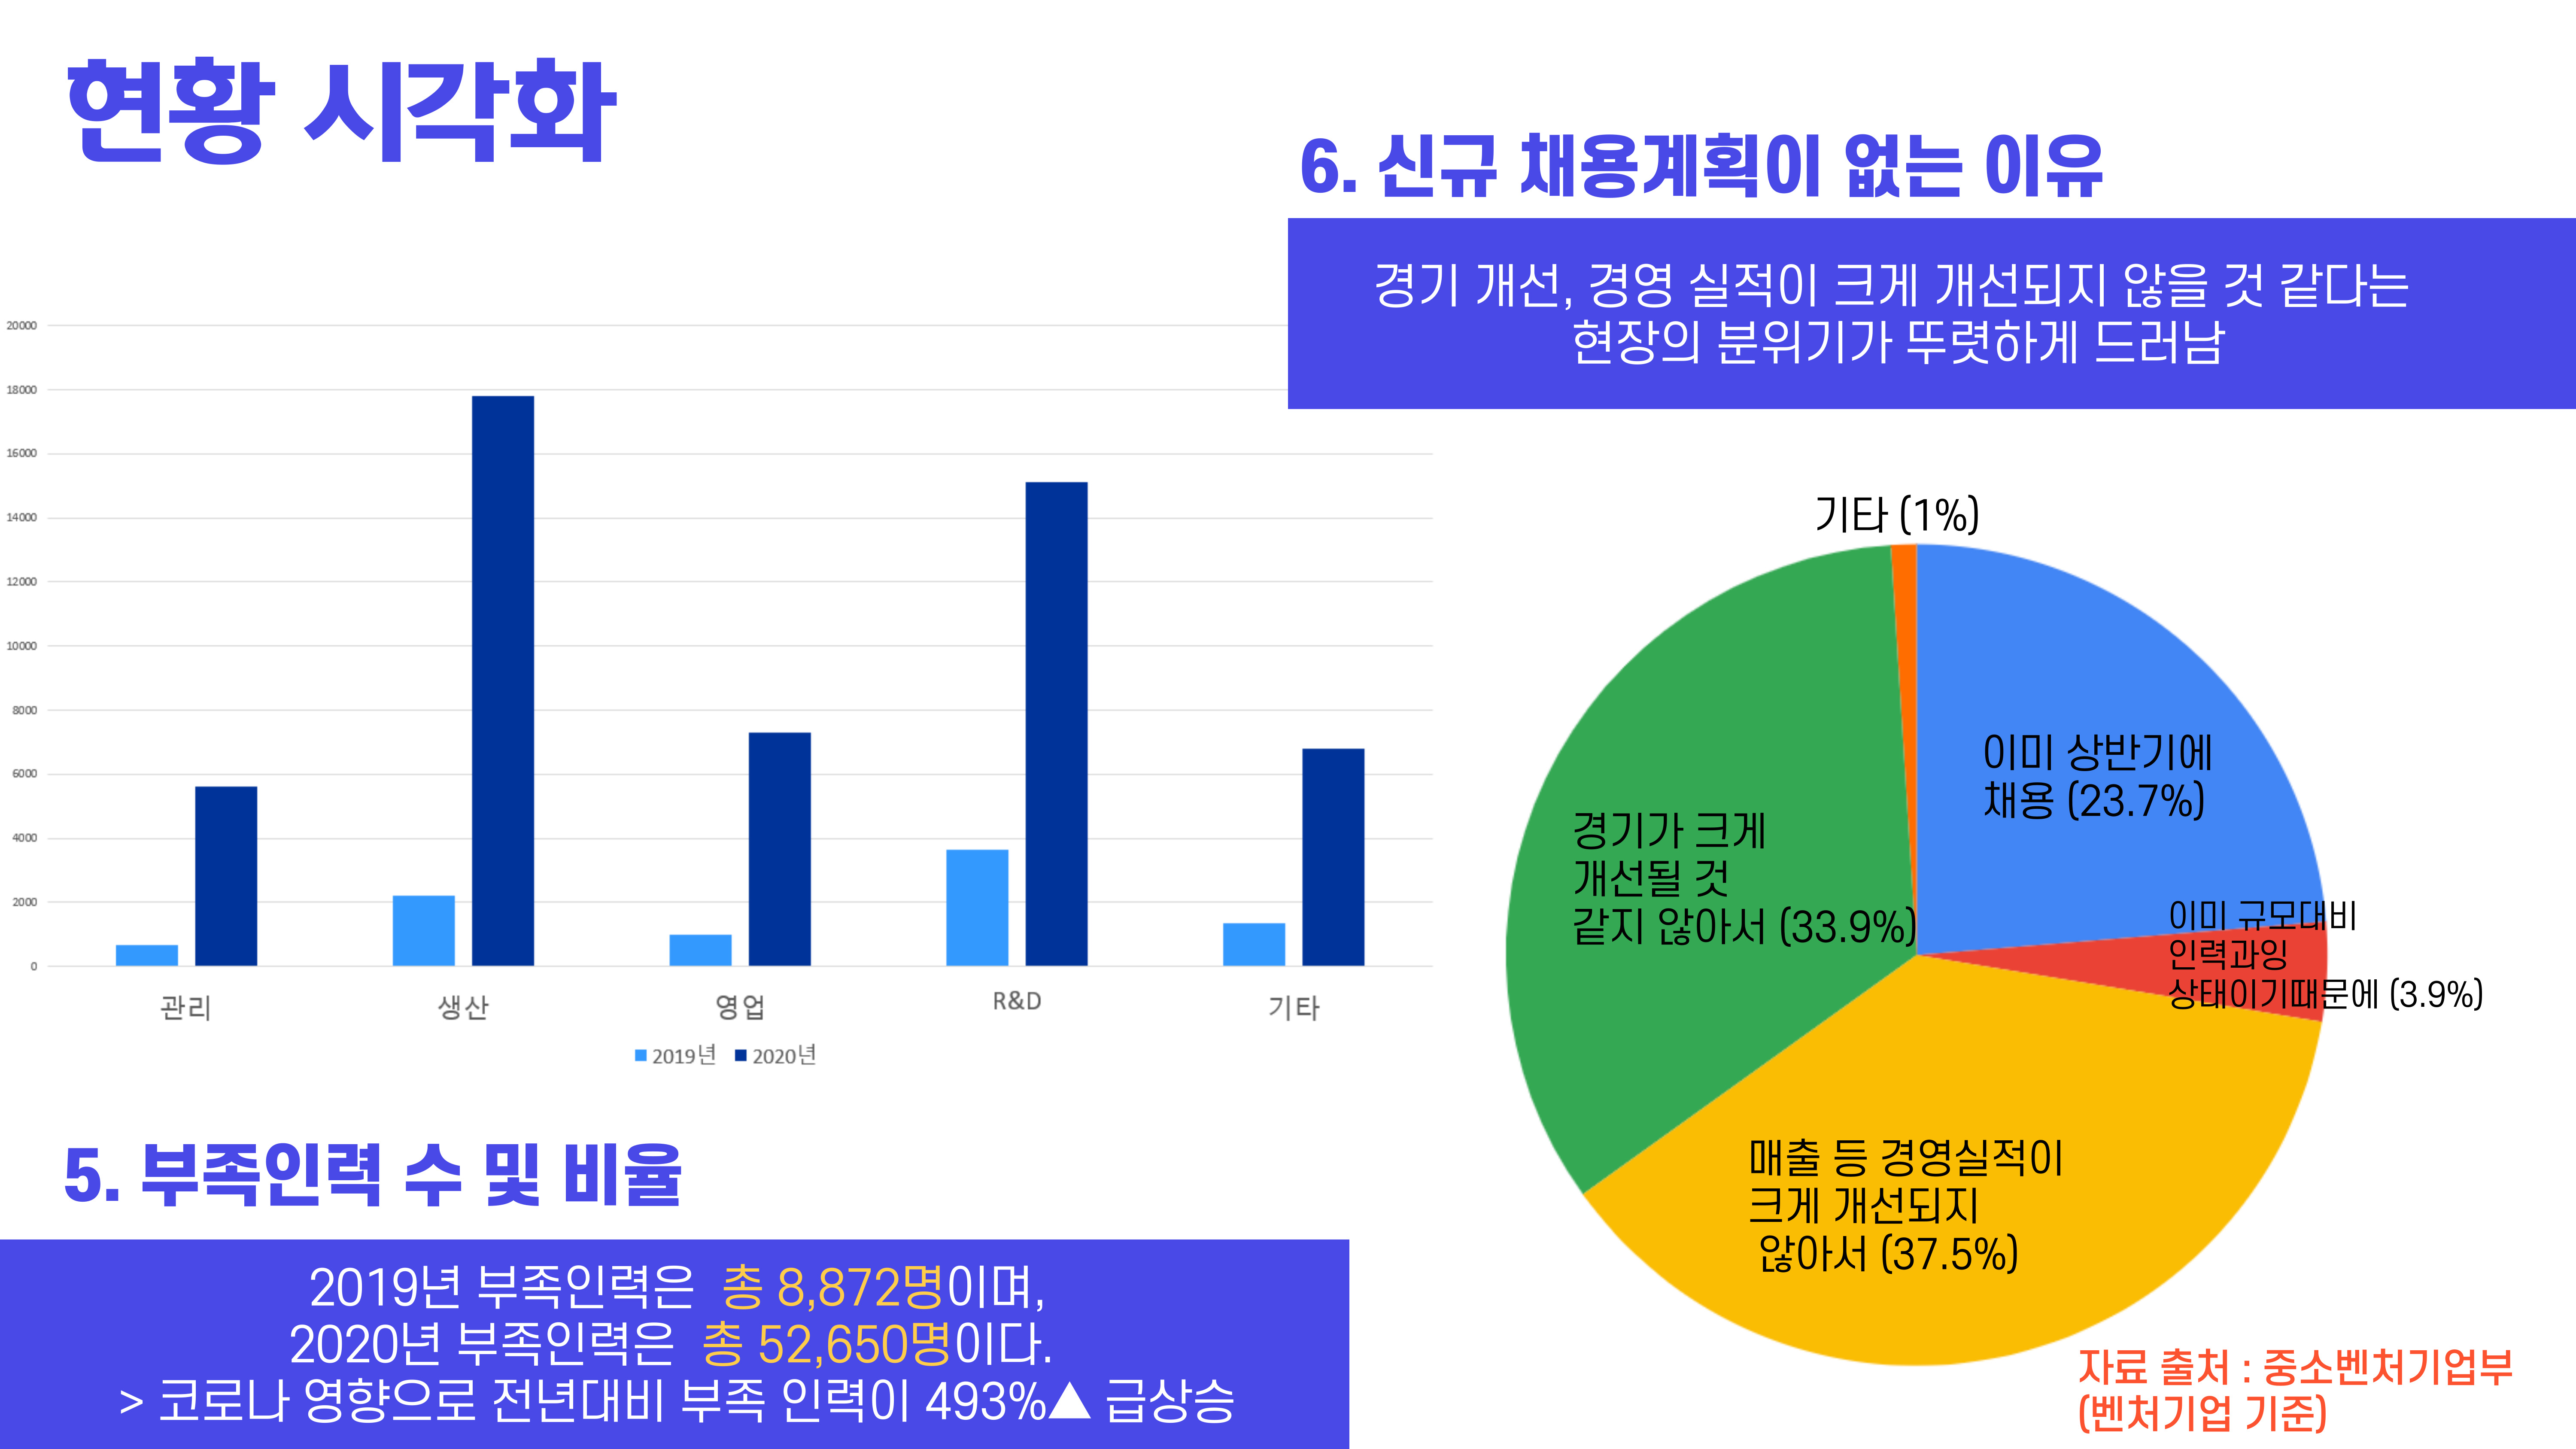 현황 시각화
20000
18000
16000
14000
12000
10000
8000
6000
4000
2000
0
관리
생산
영업
R&D
기타
2019년
2020년
5. 부족인력 수 및 비율
2019년 부족인력은 총 8,872명이며,
2020년 부족인력은 총 52,650명이다.
> 코로나 영향으로 전년대비 부족 인력이 493%▲ 급상승
6. 신규 채용계획이 없는 이유
경기 개선, 경영 실적이 크게 개선되지 않을 것 같다는
현장의 분위기가 뚜렷하게 드러남
기타 (1%)
이미 상반기에
채용 (23.7%)
경기가 크게
개선될 것
같지 않아서 (33.9%)
이미 규모대비
인력과잉
상태이기때문에 (3.9%)
매출 등 경영실적이
크게 개선되지
않아서 (37.5%)
자료 출처 : 중소벤처기업부
(벤처기업 기준)